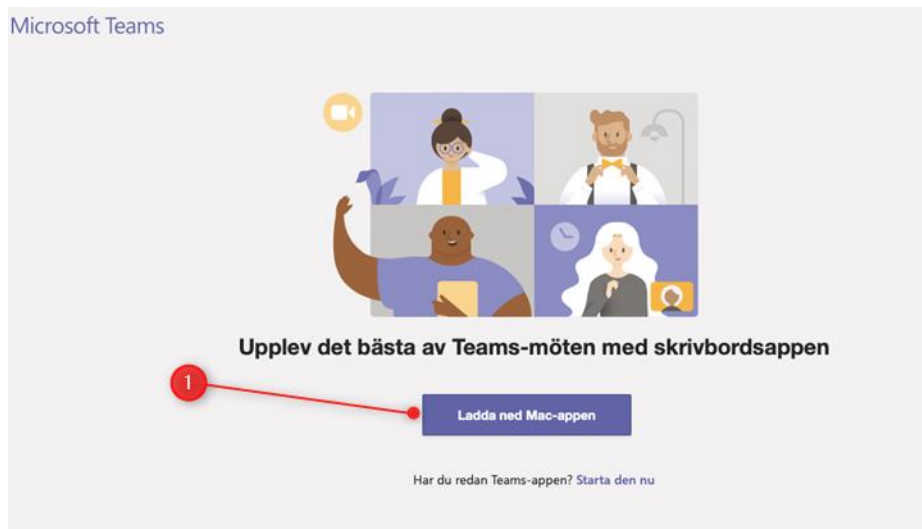 Microsoft Teams
Upplev det bästa av Teams-möten med skrivbordsappen
1
Ladda ned Mac-appen
Har du redan Teams-appen? Starta den nu